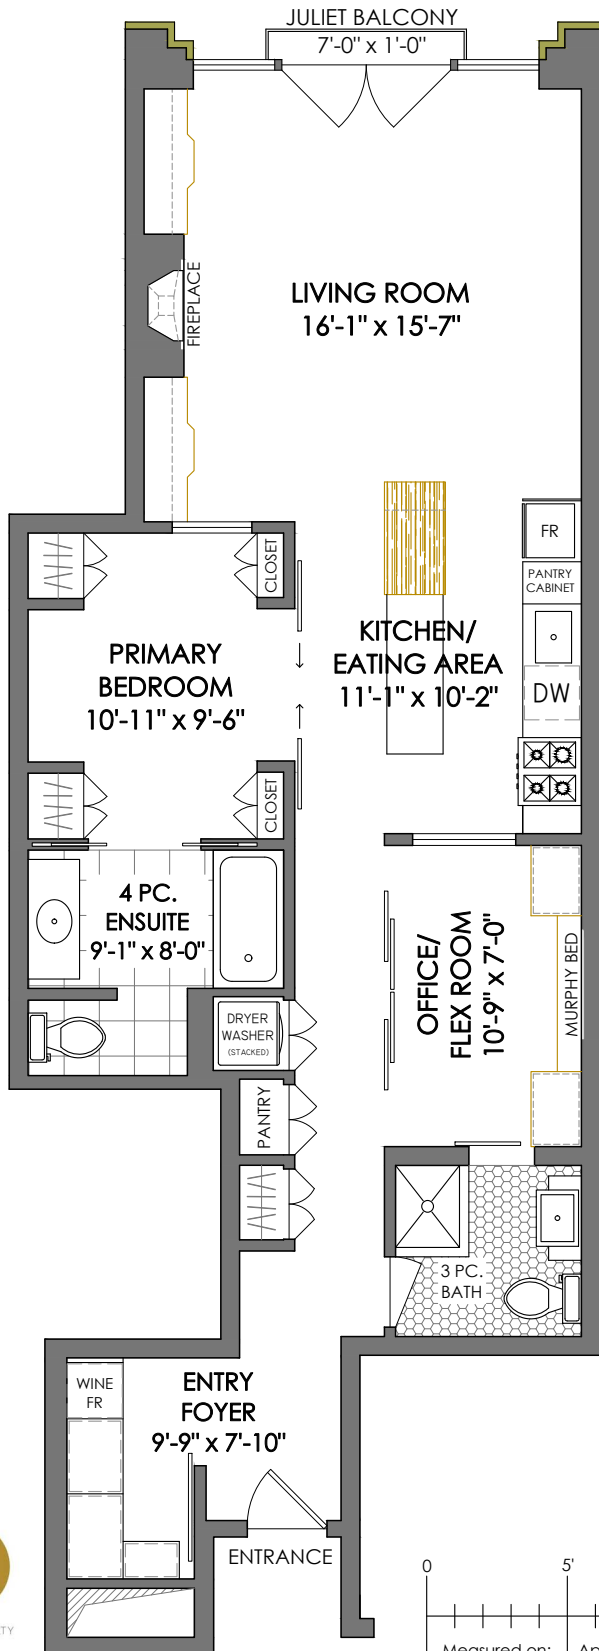 JULIET BALCONY
7'-0" x 1'-0"
FIREPLACE
LIVING ROOM
16'-1" x 15'-7"
FR
PANTRY
CABINET
CLOSET
PRIMARY
BEDROOM
10'-11" x 9'-6"
KITCHEN/
EATING AREA
11'-1" x 10'-2"
DW
CLOSET
4 PC.
ENSUITE
9'-1" x 8'-0"
OFFICE/
FLEX ROOM
10'-9" x 7'-0"
MURPHY BED
DRYER
WASHER
(STACKED)
PANTRY
3 PC.
BATH
WINE
FR
ENTRY
FOYER
9'-9" x 7'-10"
ENTRANCE
0 5'
TY
Measured on: Ap